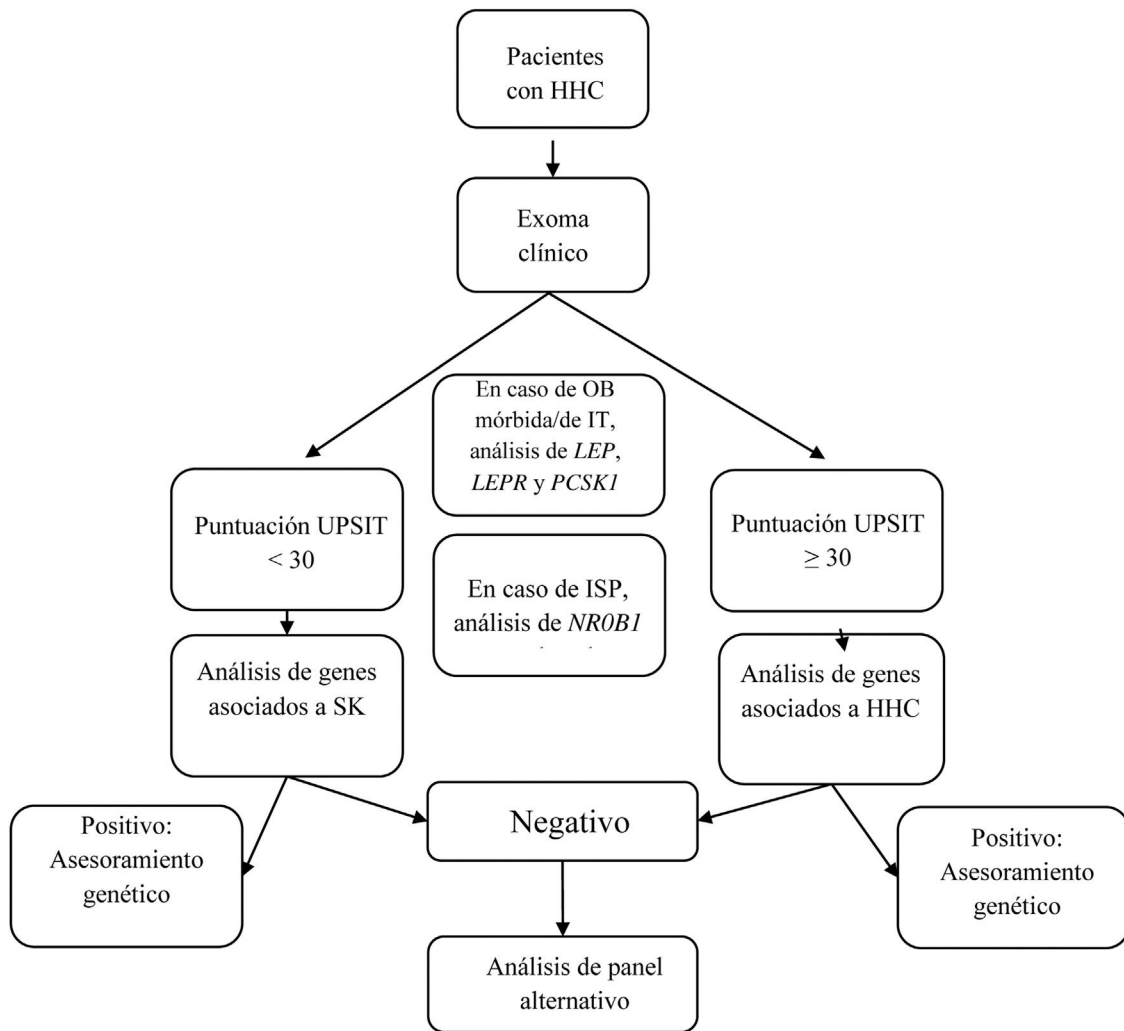 Pacientes
con HHC
Exoma
clínico
En caso de OB
mórbida/de IT,
análisis de LEP,
LEPR y PCSK1
Puntuación UPSIT
< 30
Puntuación UPSIT
≥ 30
En caso de ISP,
análisis de NR0B1
Análisis de genes
asociados a SK
Análisis de genes
asociados a HHC
Negativo
Positivo:
Asesoramiento
genético
Positivo:
Asesoramiento
genético
Análisis de panel
alternativo